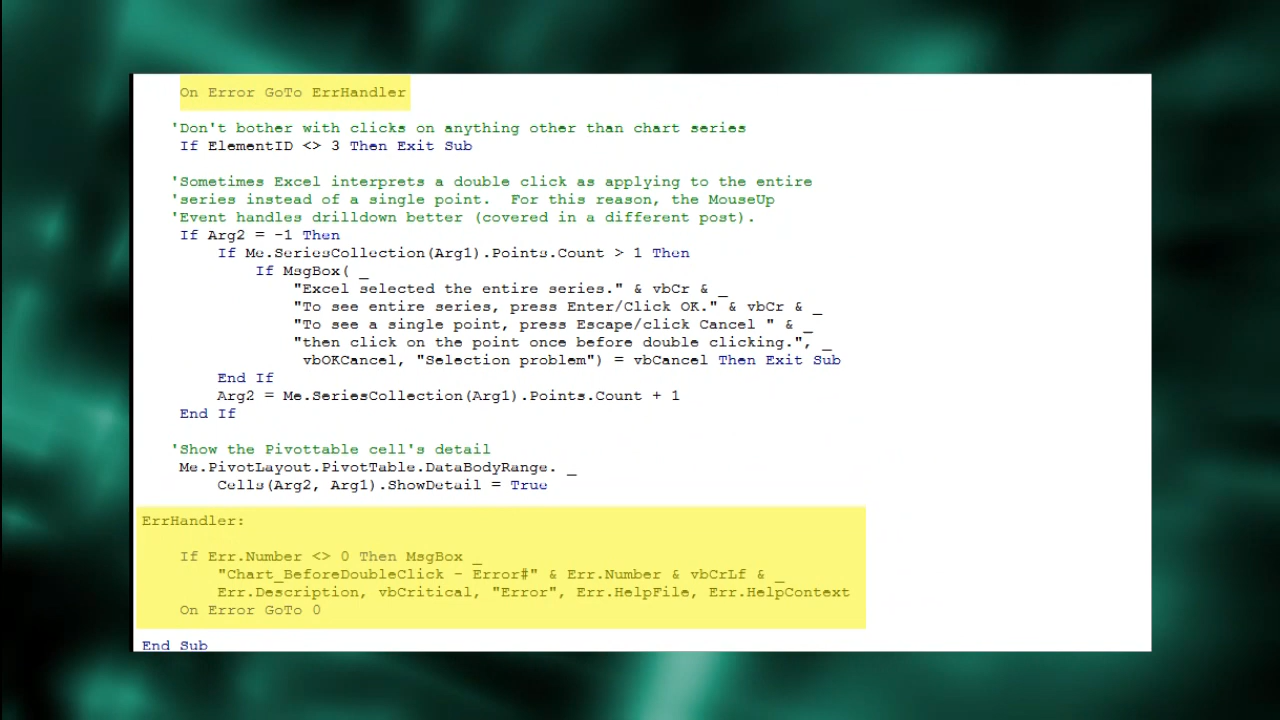 On Error GoTo ErrHandler
'Don't bother with clicks on anything other than chart series
If ElementID <> 3 Then Exit Sub
'Sometimes Excel interprets a double click as applying to the entire
'series instead of a single point.  For this reason, the MouseUp
'Event handles drilldown better (covered in a different post).
If Arg2 = -1 Then
If Me.SeriesCollection(Arg1).Points.Count > 1 Then
If MsgBox( _
"Excel selected the entire series." & vbCr & _
"To see entire series, press Enter/Click OK." & vbCr & _
"To see a single point, press Escape/click Cancel " & _
"then click on the point once before double clicking.", _
vbOKCancel, "Selection problem") = vbCancel Then Exit Sub
End If
Arg2 = Me.SeriesCollection(Arg1).Points.Count + 1
End If
'Show the Pivottable cell's detail
Me.PivotLayout.PivotTable.DataBodyRange. _
Cells(Arg2, Arg1).ShowDetail = True
ErrHandler:
If Err.Number <> 0 Then MsgBox _
"Chart_BeforeDoubleClick - Error#" & Err.Number & vbCrLf & _
Err.Description, vbCritical, "Error", Err.HelpFile, Err.HelpContext
On Error GoTo 0
End Sub